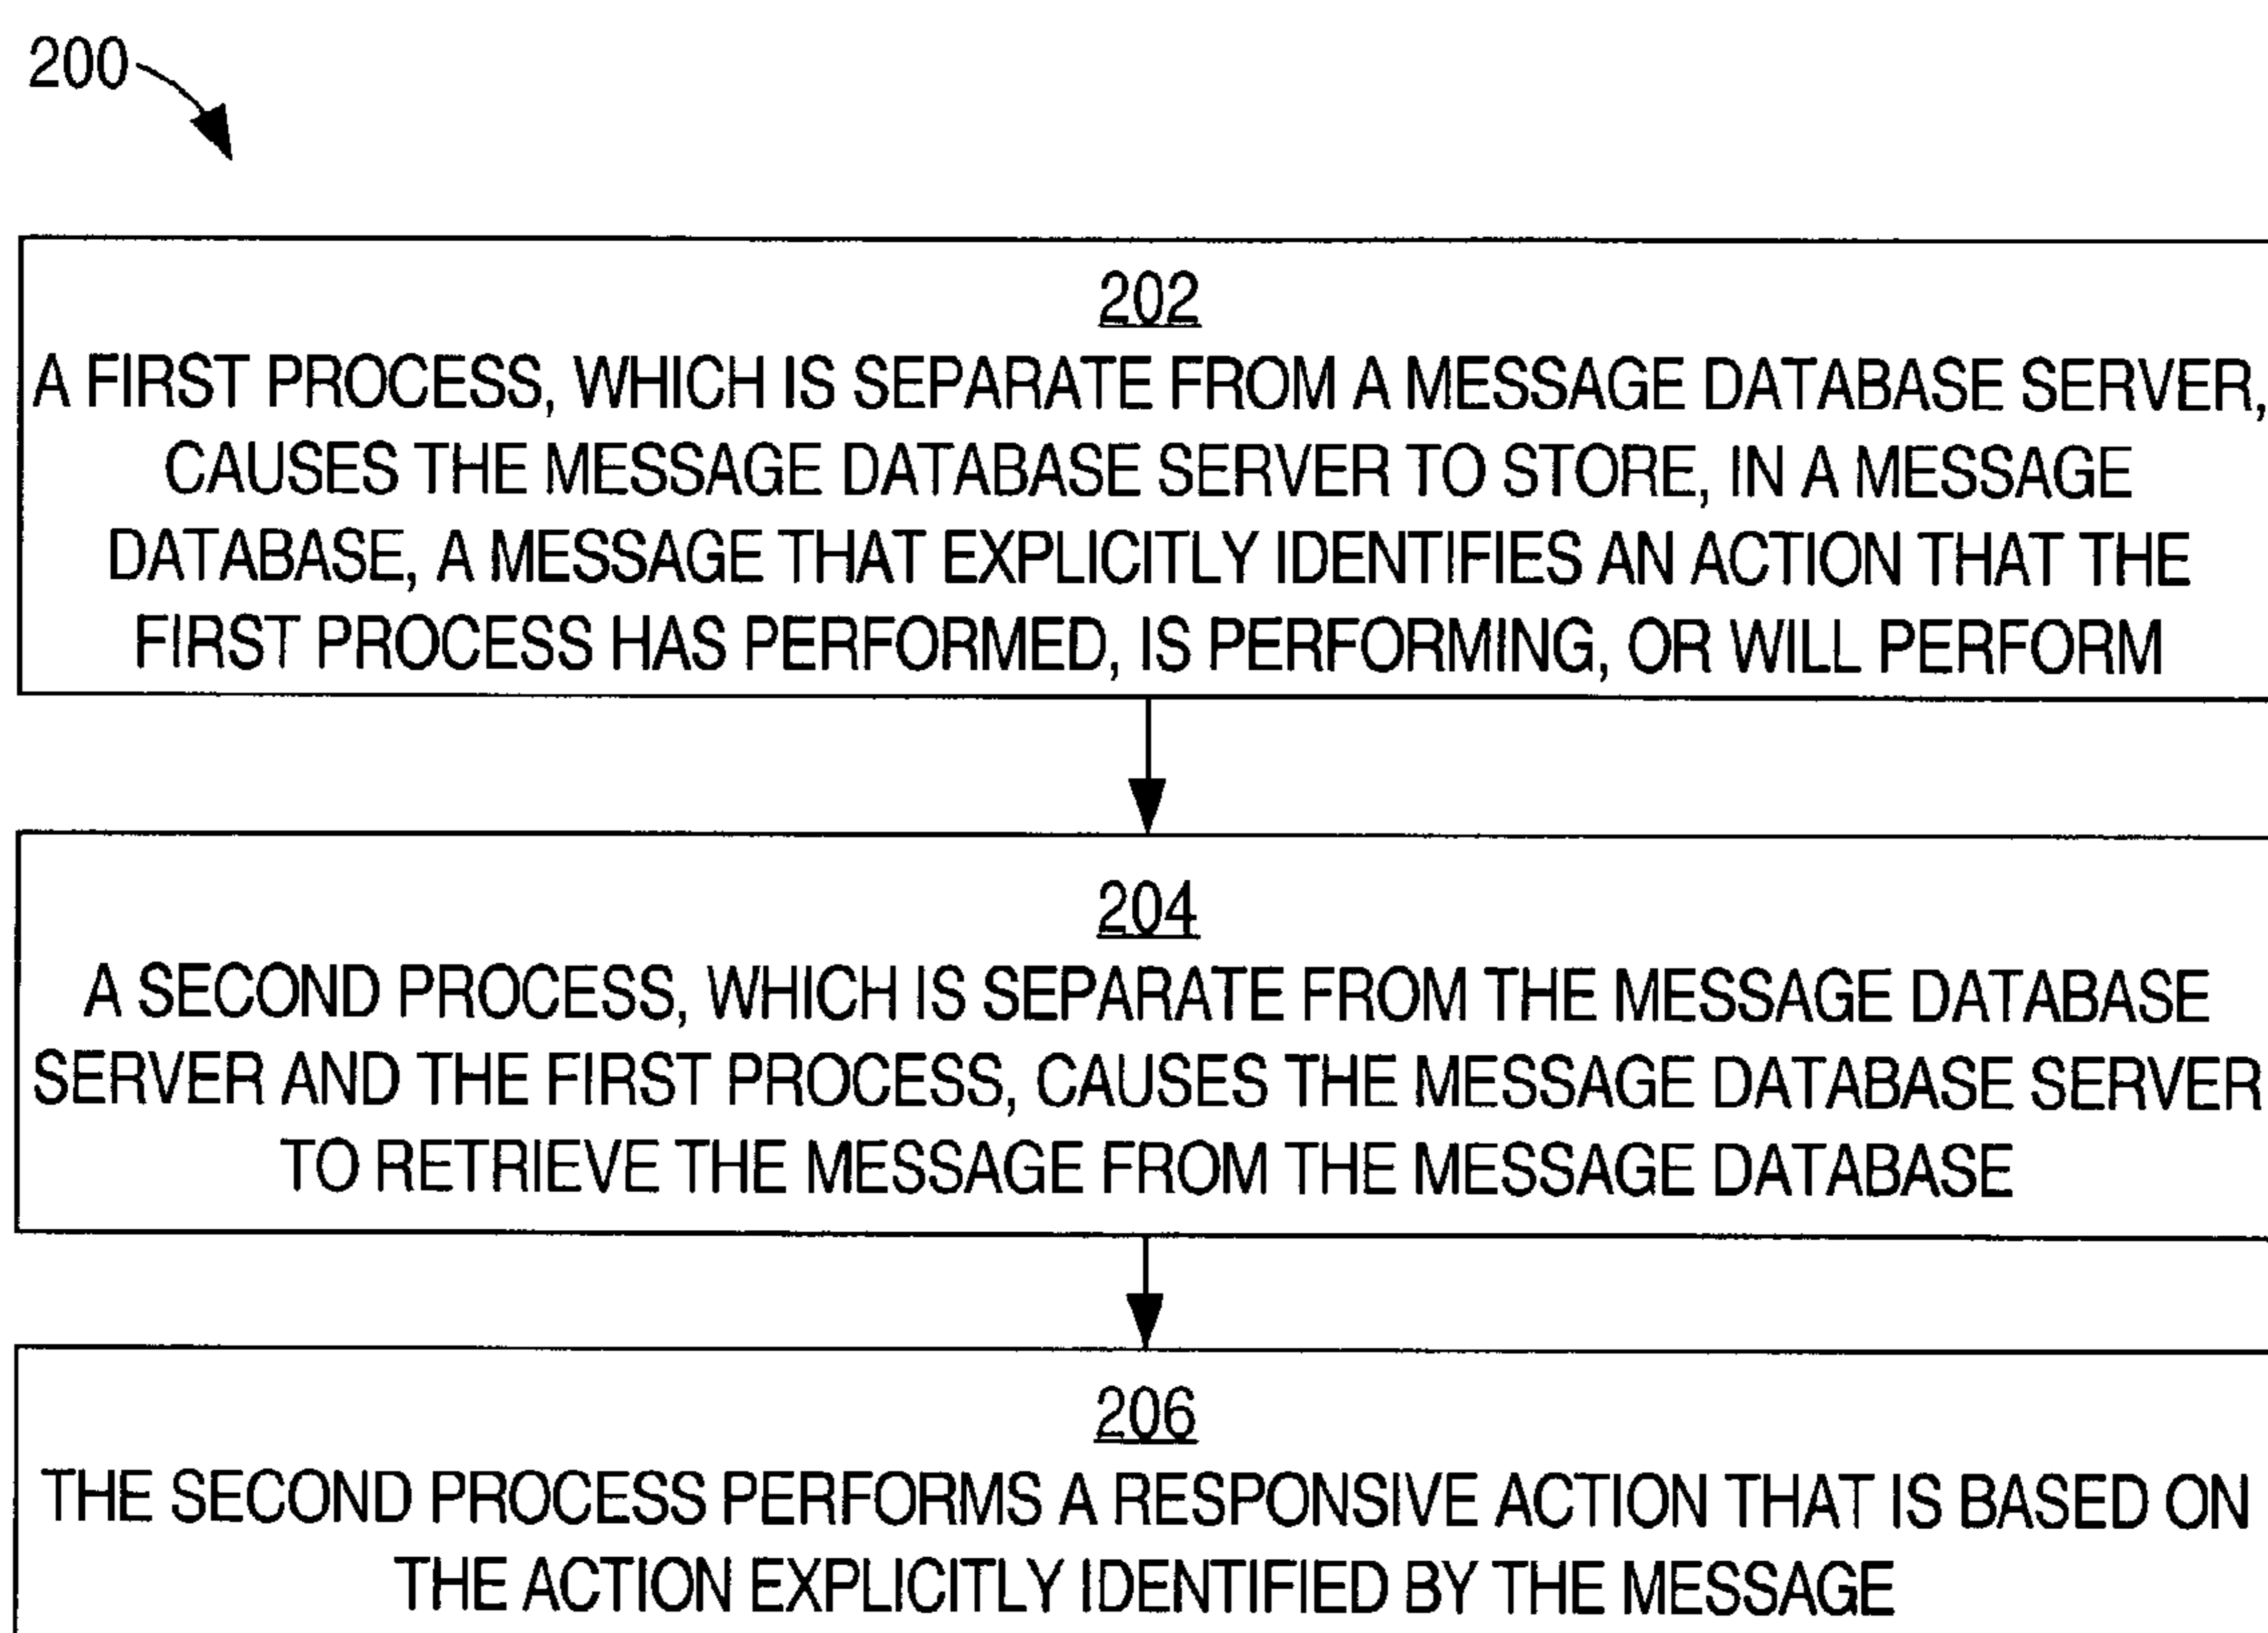 200
202
A FIRST PROCESS, WHICH IS SEPARATE FROM A MESSAGE DATABASE SERVER,
CAUSES THE MESSAGE DATABASE SERVER TO STORE, IN A MESSAGE
DATABASE, A MESSAGE THAT EXPLICITLY IDENTIFIES AN ACTION THAT THE
FIRST PROCESS HAS PERFORMED, IS PERFORMING, OR WILL PERFORM
204
A SECOND PROCESS, WHICH IS SEPARATE FROM THE MESSAGE DATABASE
SERVER AND THE FIRST PROCESS, CAUSES THE MESSAGE DATABASE SERVER
TO RETRIEVE THE MESSAGE FROM THE MESSAGE DATABASE
206
THE SECOND PROCESS PERFORMS A RESPONSIVE ACTION THAT IS BASED ON
THE ACTION EXPLICITLY IDENTIFIED BY THE MESSAGE